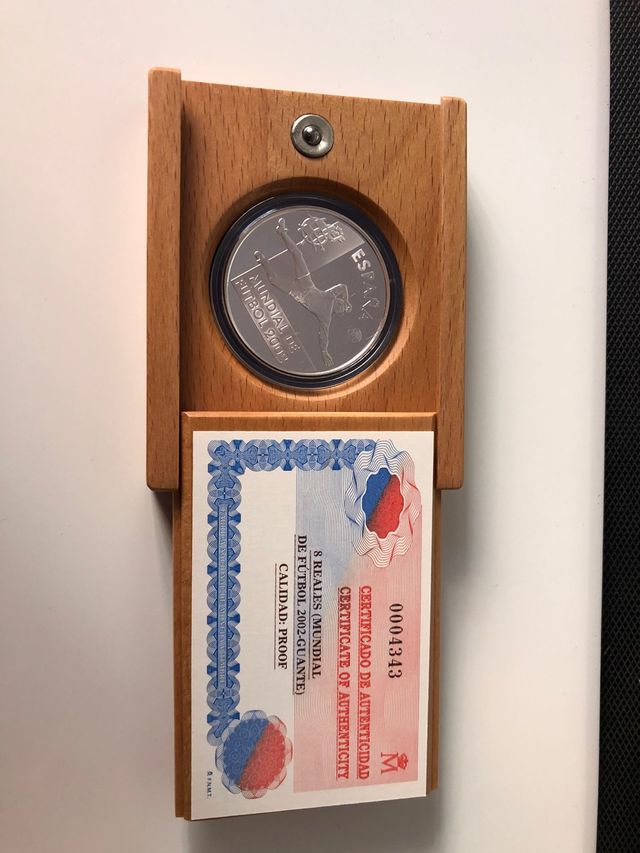 ESPAÑA
MUNDIAL DE
FUTBOL 2002
0004343
CERTIFICADO DE AUTENTICIDAD
CERTIFICATE OF AUTHENTICITY
8 REALES (MUNDIAL
DE FÚTBOL 2002-GUANTE)
CALIDAD: PROOF
M
F.N.M.T.